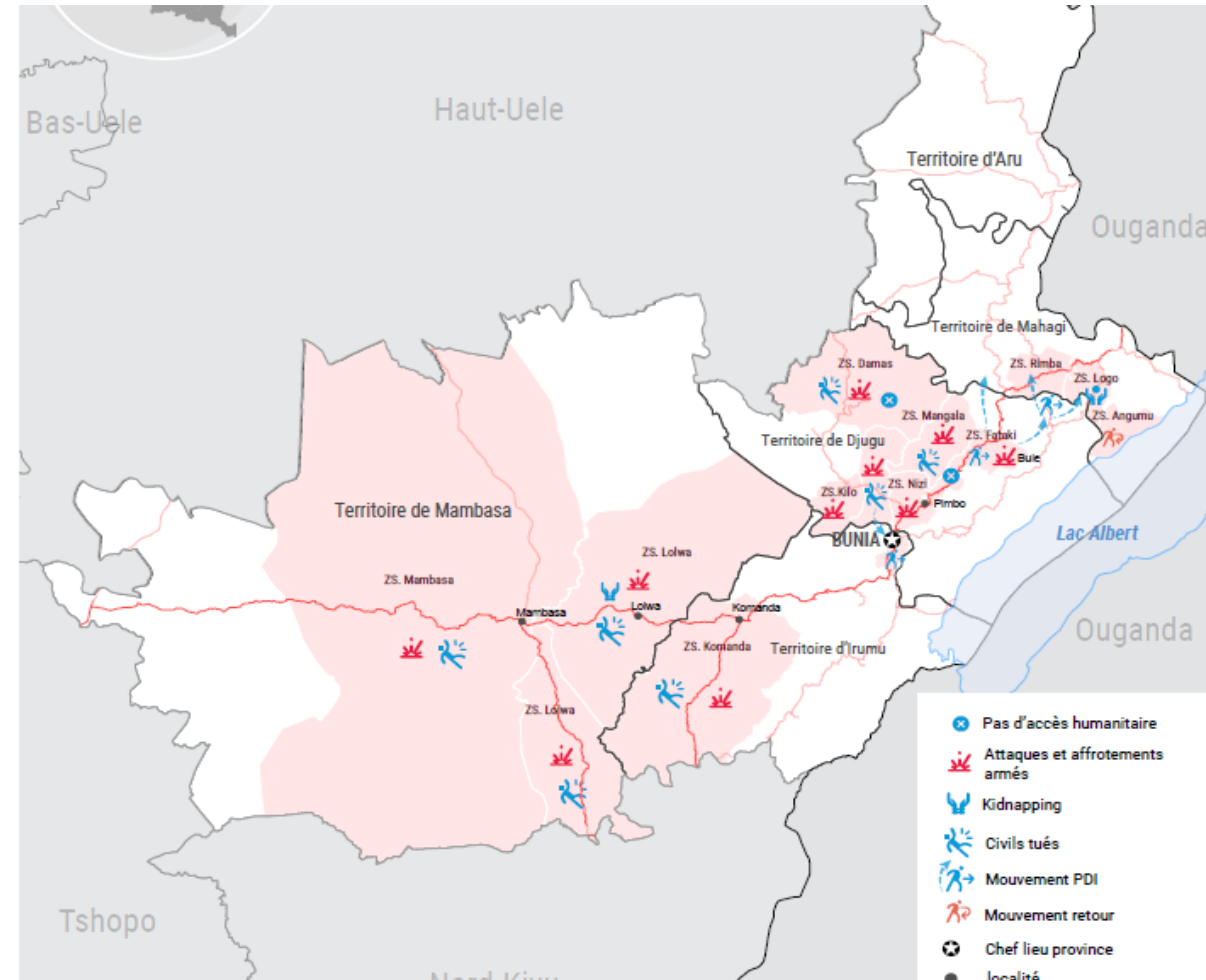 Bas-Uele
Haut-Uele
Territoire d'Aru
Ouganda
Territoire de Mahagi
ZS. Damas
ZS. Rimba
ZS. Logo
ZS. Mangala
ZS. Angumu
Territoire de Djugu
ZS. Fataki
Bule
ZS.Kilo
ZS. Nizi
Pimbo
BUNIA
Lac Albert
Territoire de Mambasa
ZS. Lolwa
ZS. Mambasa
Mambasa
Lolwa
Komanda
Ouganda
ZS. Komanda
Territoire d'Irumu
ZS. Lolwa
Tshopo
Nord-Kivu
Pas d'accès humanitaire
Attaques et affrotements
armés
Kidnapping
Civils tués
Mouvement PDI
Mouvement retour
Chef lieu province
localité